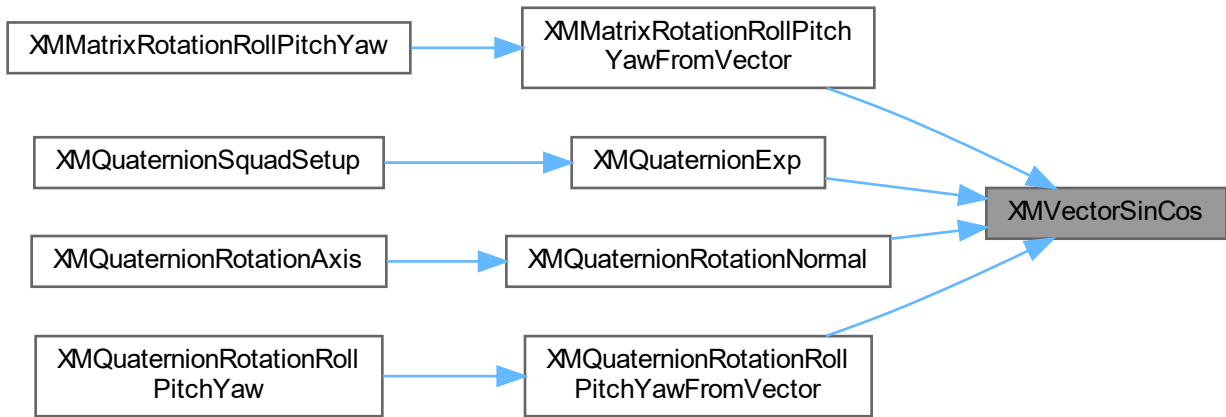 XMMatrixRotationRollPitchYaw
XMMatrixRotationRollPitch
YawFromVector
XMQuaternionSquadSetup
XMQuaternionExp
XMVectorSinCos
XMQuaternionRotationAxis
XMQuaternionRotationNormal
XMQuaternionRotationRoll
PitchYaw
XMQuaternionRotationRoll
PitchYawFromVector